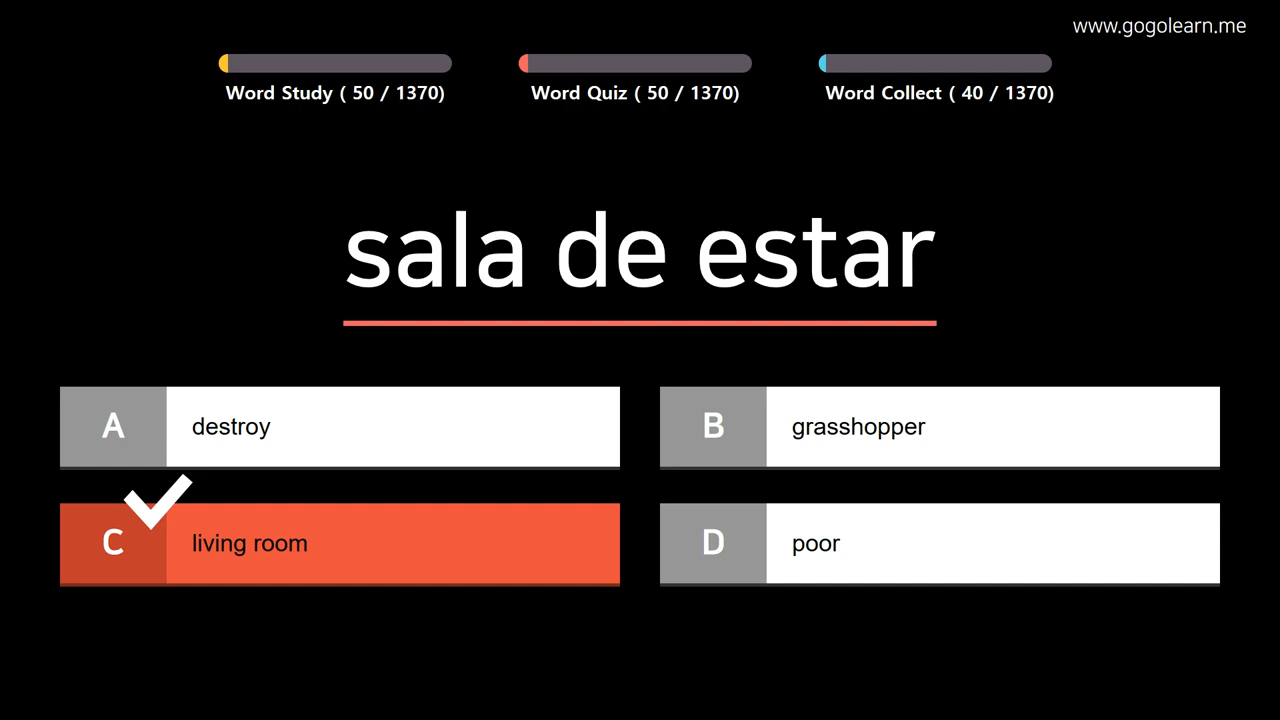 www.gogolearn.me
Word Study ( 50 / 1370)
Word Quiz ( 50 / 1370)
Word Collect ( 40 / 1370)
sala de estar
A destroy
B grasshopper
C living room
D poor